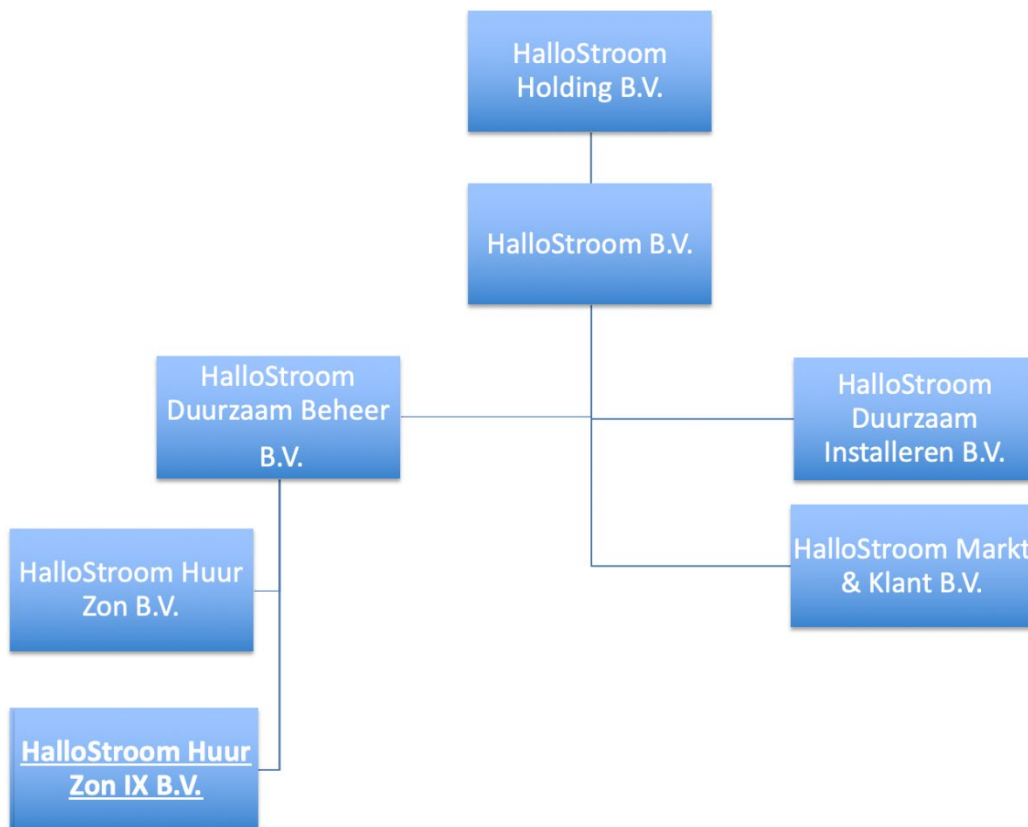 HalloStroom
Holding B.V.
HalloStroom B.V.
HalloStroom
Duurzaam Beheer
B.V.
HalloStroom
Duurzaam
Installeren B.V.
HalloStroom Huur
Zon B.V.
HalloStroom Markt
& Klant B.V.
HalloStroom Huur
Zon IX B.V.